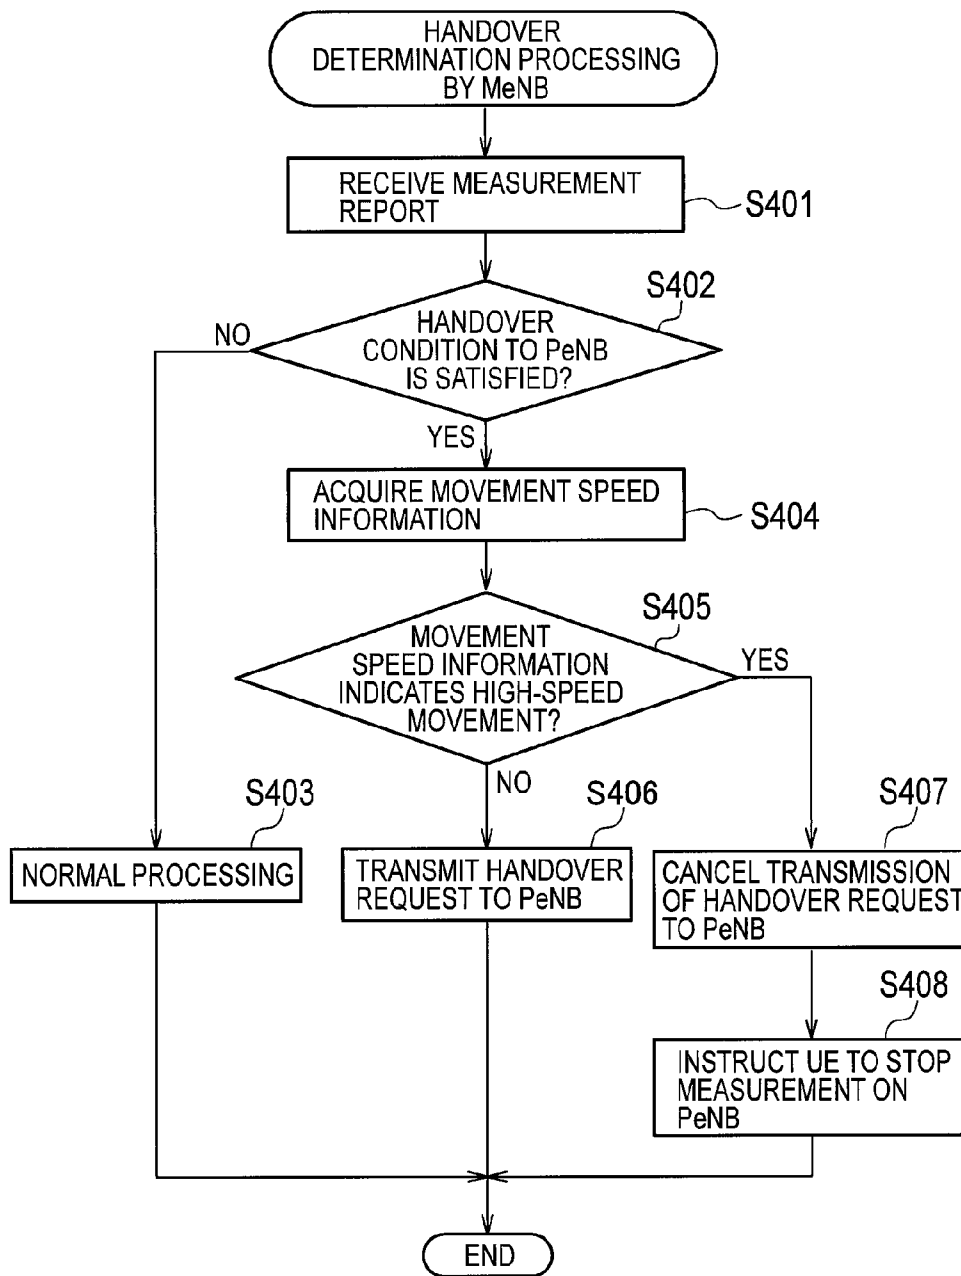 HANDOVER
DETERMINATION PROCESSING
BY MeNB
RECEIVE MEASUREMENT
REPORT
S401
S402
NO
HANDOVER
CONDITION TO PeNB
IS SATISFIED?
YES
ACQUIRE MOVEMENT SPEED
INFORMATION
S404
S405
MOVEMENT
SPEED INFORMATION
INDICATES HIGH-SPEED
MOVEMENT?
YES
NO
S403
NORMAL PROCESSING
S406
TRANSMIT HANDOVER
REQUEST TO PeNB
S407
CANCEL TRANSMISSION
OF HANDOVER REQUEST
TO PeNB
S408
INSTRUCT UE TO STOP
MEASUREMENT ON
PeNB
END